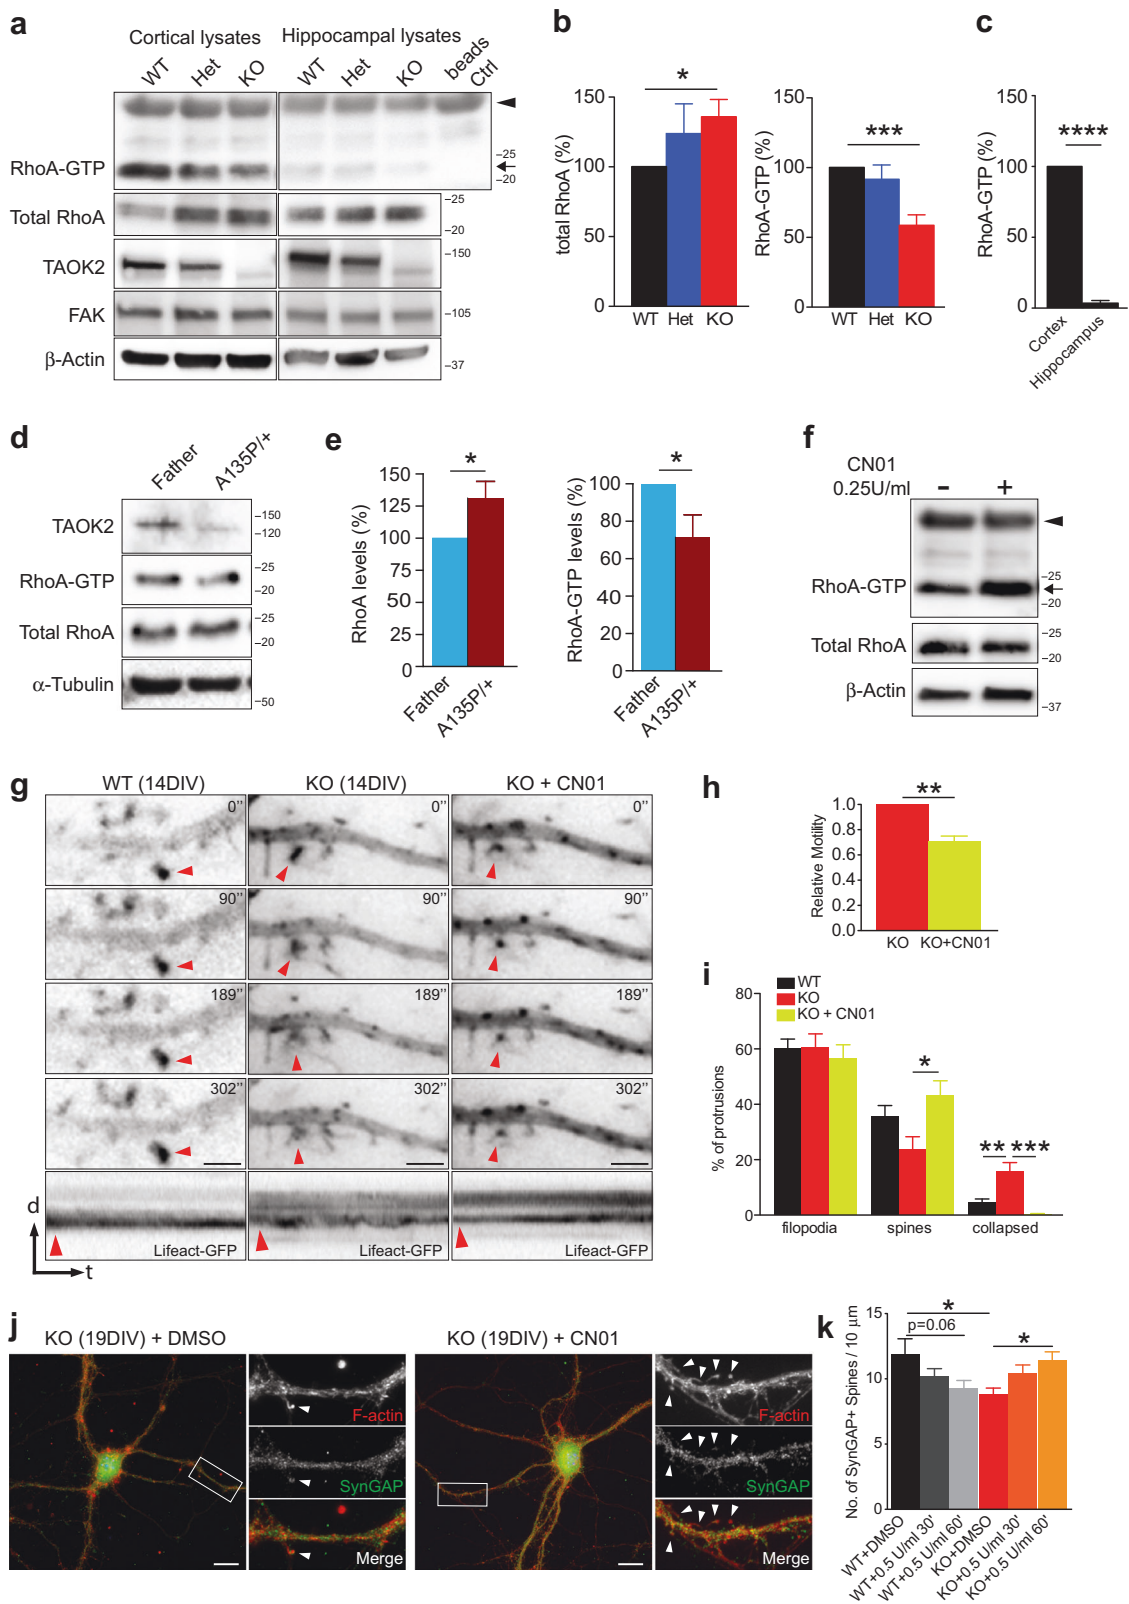 a
Cortical lysates
Hippocampal lysates
WT
Het
KO
WT
Het
KO
beads
Ctrl
RhoA-GTP
–25
–20
Total RhoA
–25
–20
TAOK2
–150
FAK
–105
β-Actin
–37
b
total RhoA (%)
150
100
50
0
*
WT
Het
KO
RhoA-GTP (%)
150
100
50
0
***
WT
Het
KO
c
RhoA-GTP (%)
150
100
50
0
****
Cortex
Hippocampus
d
Father
A135P/+
TAOK2
–150
–120
RhoA-GTP
–25
–20
Total RhoA
–25
–20
α-Tubulin
–50
e
RhoA levels (%)
150
125
100
75
50
25
0
*
Father
A135P/+
RhoA-GTP levels (%)
100
80
60
40
20
0
*
Father
A135P/+
f
CN01
0.25U/ml
–
+
RhoA-GTP
–25
–20
Total RhoA
–25
–20
β-Actin
–37
g
WT (14DIV)
KO (14DIV)
KO + CN01
0''
0''
0''
90''
90''
90''
189''
189''
189''
302''
302''
302''
d
t
Lifeact-GFP
Lifeact-GFP
Lifeact-GFP
h
Relative Motility
1.0
0.8
0.6
0.4
0.2
0.0
**
KO
KO+CN01
i
WT
KO
KO + CN01
% of protrusions
80
60
40
20
0
*
**
***
filopodia
spines
collapsed
j
KO (19DIV) + DMSO
KO (19DIV) + CN01
F-actin
SynGAP
Merge
F-actin
SynGAP
Merge
k
No. of SynGAP+ Spines / 10 µm
15
10
5
0
*
p=0.06
*
WT+DMSO
WT+0.5 U/ml 30'
WT+0.5 U/ml 60'
KO+DMSO
KO+0.5 U/ml 30'
KO+0.5 U/ml 60'